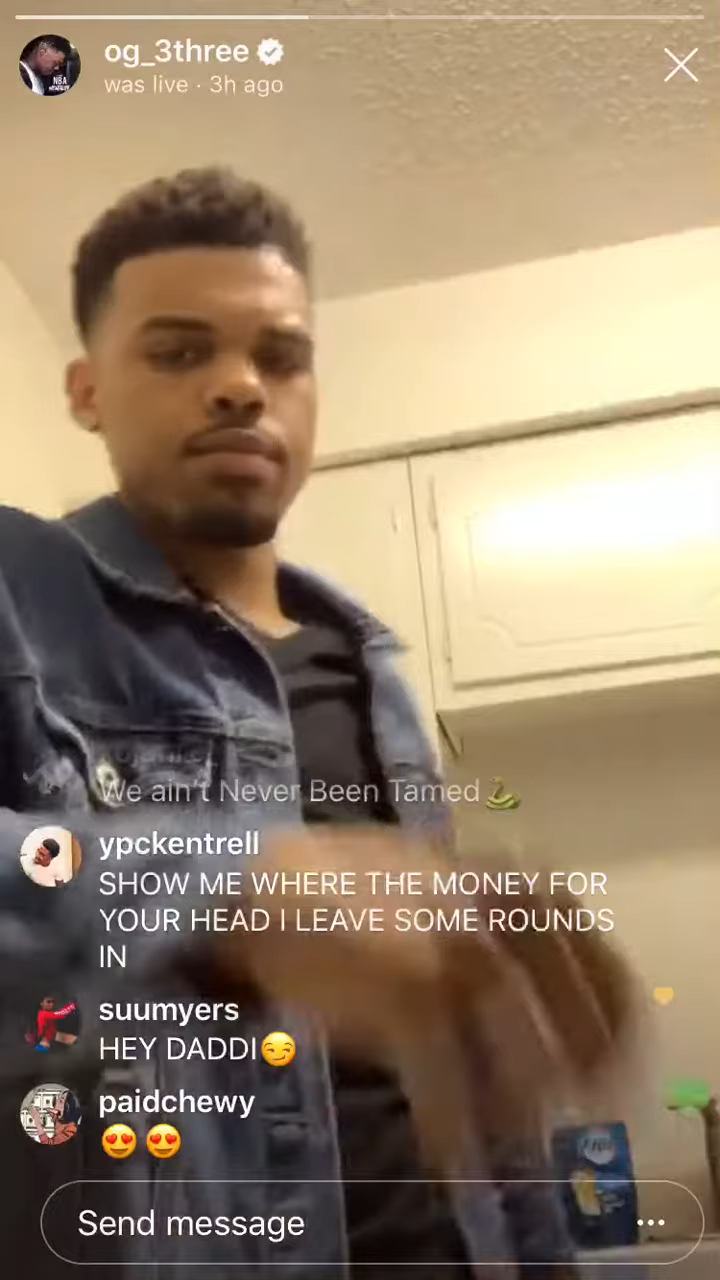 og_3three
was live · 3h ago
NBA
We ain't Never Been Tamed 🐍
ypckentrell
SHOW ME WHERE THE MONEY FOR
YOUR HEAD I LEAVE SOME ROUNDS
IN
suumyers
HEY DADDI😏
paidchewy
😍😍
Send message